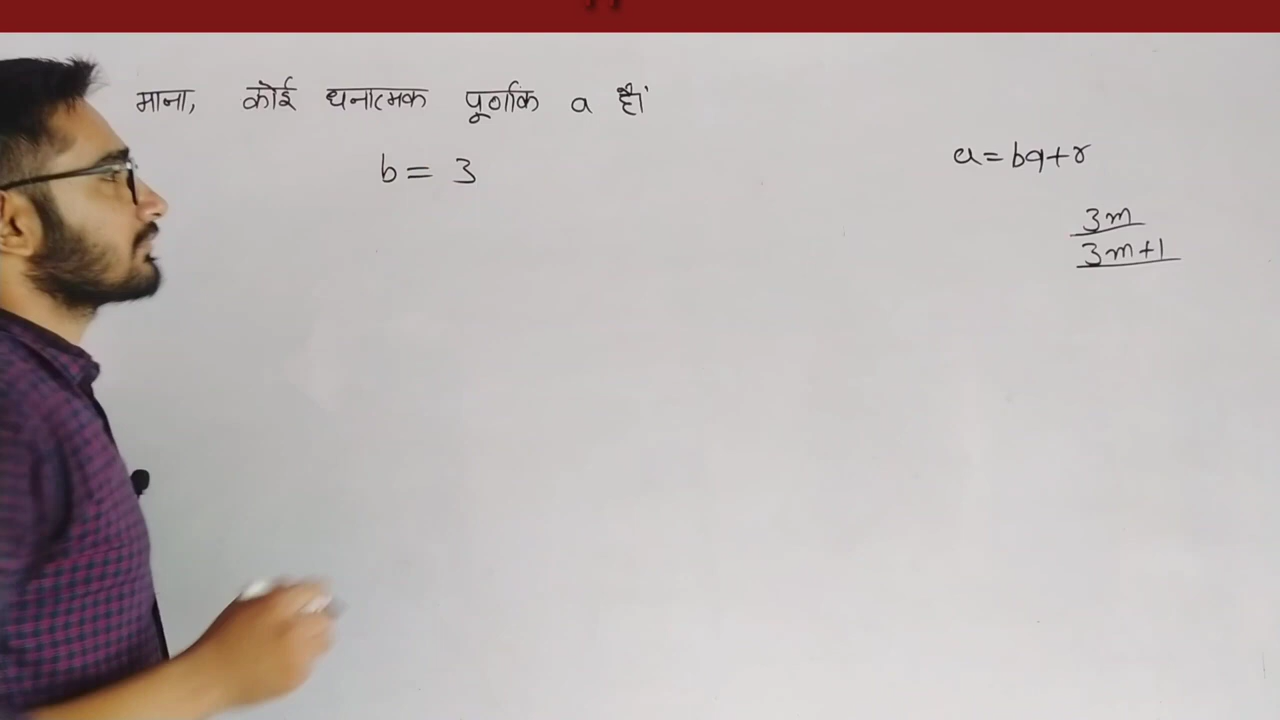 माना, कोई धनात्मक पूर्णांक a है।
b = 3
a = bq + r
3m
3m + 1